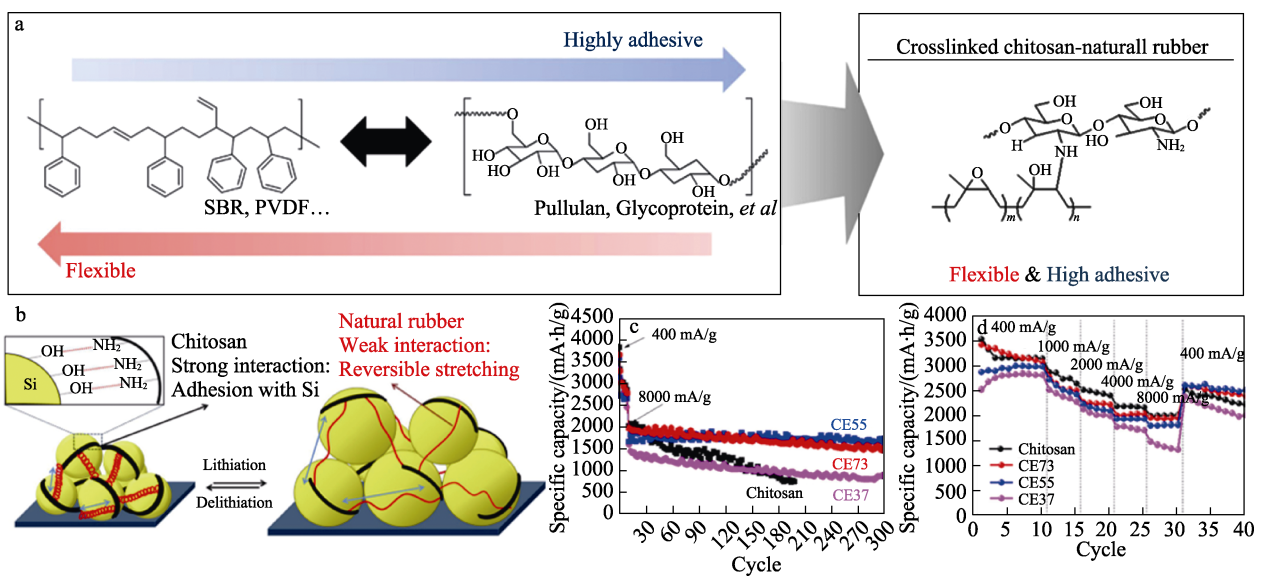 a
Highly adhesive
OH
O
O
OH
OH
HO
HO
OH
O
O
OH
O
O
OH
O
SBR, PVDF…
Pullulan, Glycoprotein, et al
Flexible
Crosslinked chitosan-naturall rubber
OH
OH
O
O
O
O
O
H
NH
HO
NH₂
O
OH
m
n
Flexible & High adhesive
b
OH
NH₂
OH
NH₂
OH
NH₂
Si
Chitosan
Strong interaction:
Adhesion with Si
Natural rubber
Weak interaction:
Reversible stretching
Lithiation
Delithiation
c
Specific capacity/(mA·h/g)
4500
4000
3500
3000
2500
2000
1500
1000
500
400 mA/g
8000 mA/g
CE55
CE73
CE37
Chitosan
30 60 90 120 150 180 210 240 270 300
Cycle
d
Specific capacity/(mA·h/g)
4000
3500
3000
2500
2000
1500
1000
500
0
400 mA/g
1000 mA/g
2000 mA/g
4000 mA/g
8000 mA/g
400 mA/g
Chitosan
CE73
CE55
CE37
0 5 10 15 20 25 30 35 40
Cycle